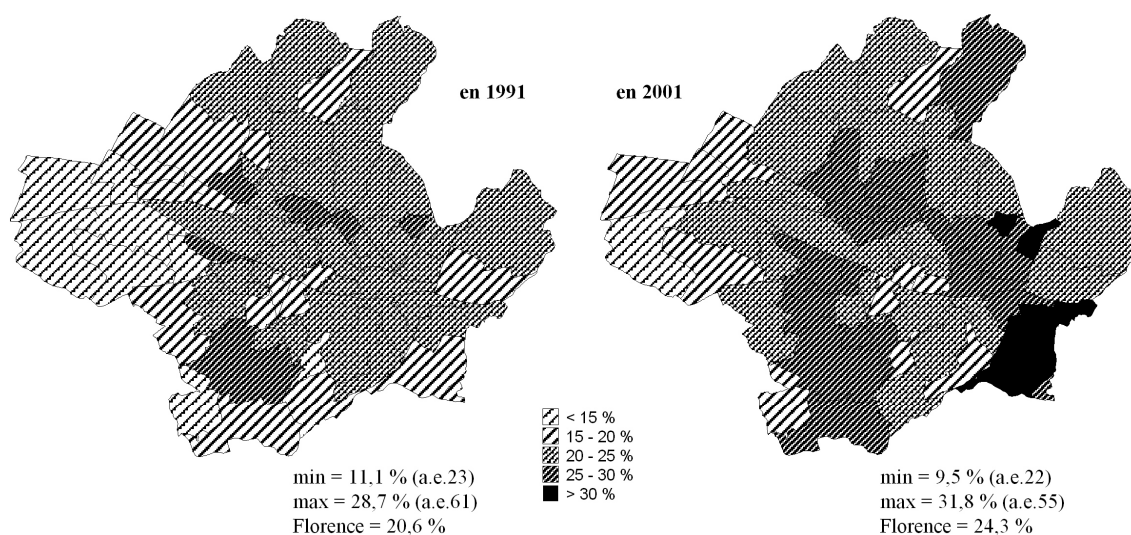 en 1991
en 2001
< 15 %
15 - 20 %
20 - 25 %
25 - 30 %
> 30 %
min = 11,1 % (a.e.23)
max = 28,7 % (a.e.61)
Florence = 20,6 %
min = 9,5 % (a.e.22)
max = 31,8 % (a.e.55)
Florence = 24,3 %